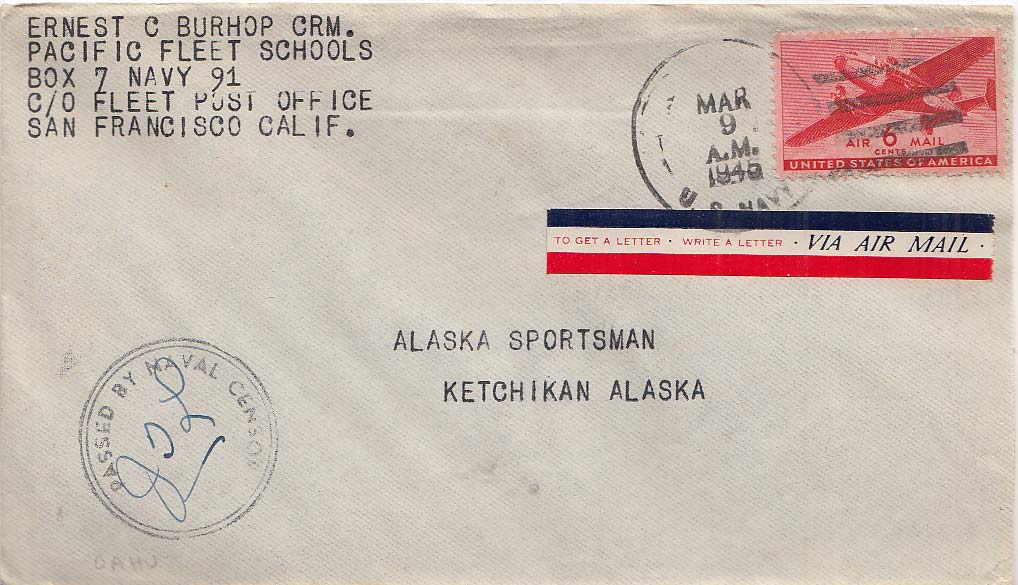 ERNEST C BURHOP CRM.
PACIFIC FLEET SCHOOLS
BOX 7 NAVY 91
C/O FLEET POST OFFICE
SAN FRANCISCO CALIF.
MAR
9
A.M.
1945
U.S. NAVY
AIR 6 MAIL
CENTS
UNITED STATES OF AMERICA
TO GET A LETTER · WRITE A LETTER · VIA AIR MAIL ·
ALASKA SPORTSMAN
KETCHIKAN ALASKA
PASSED BY NAVAL CENSOR
OAHU